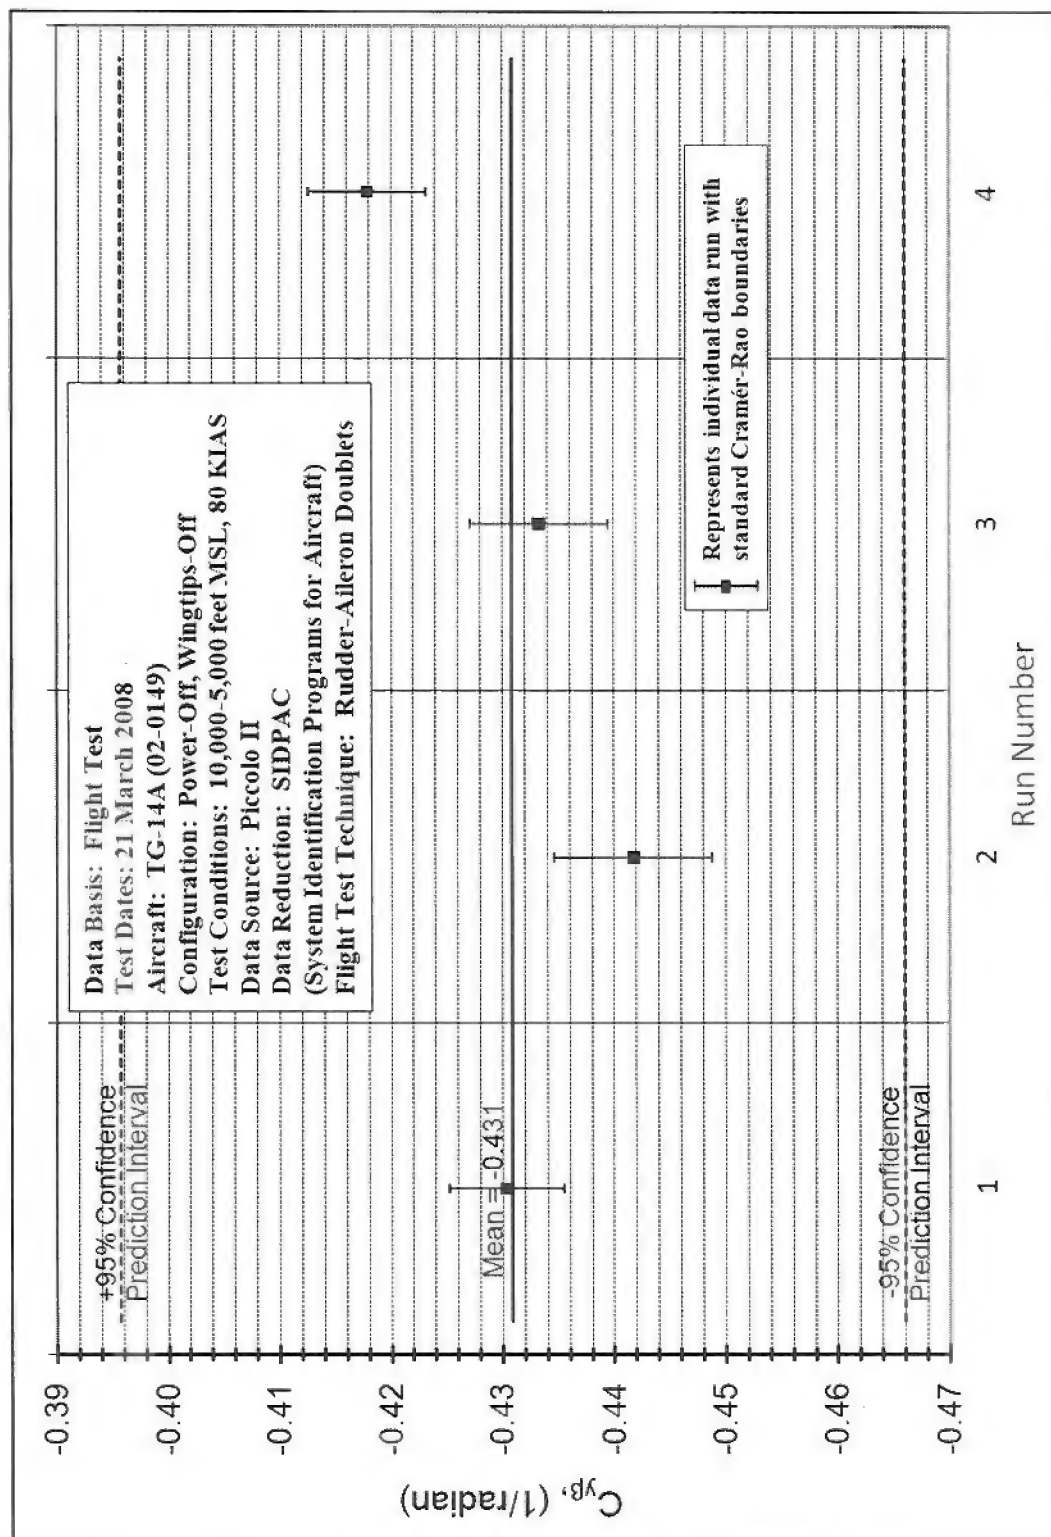 Data Basis: Flight Test
Test Dates: 21 March 2008
Aircraft: TG-14A (02-0149)
Configuration: Power-Off, Wingtips-Off
Test Conditions: 10,000-5,000 feet MSL, 80 KIAS
Data Source: Piccolo II
Data Reduction: SIDPAC
(System Identification Programs for Aircraft)
Flight Test Technique: Rudder-Aileron Doublets
+95% Confidence
Prediction Interval
Mean = -0.431
-95% Confidence
Prediction Interval
Represents individual data run with
standard Cramér-Rao boundaries
-0.39
-0.40
-0.41
-0.42
-0.43
-0.44
-0.45
-0.46
-0.47
Cyβ, (1/radian)
1
2
3
4
Run Number